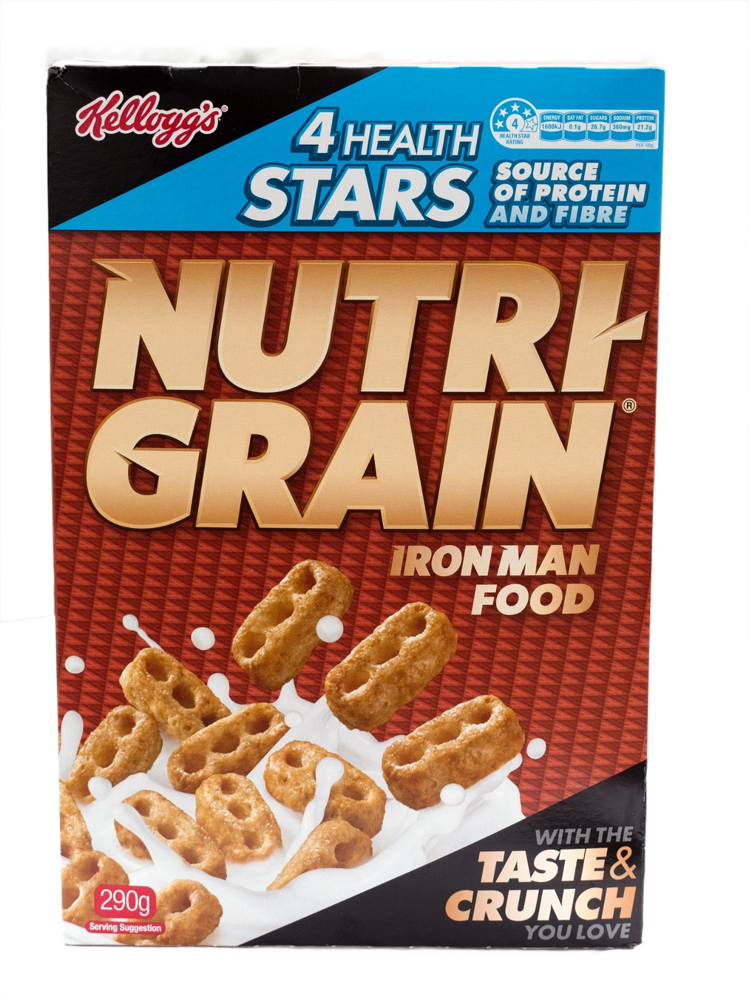 Kellogg's®
4 HEALTH
STARS
4
HEALTH STAR
RATING
ENERGY
1600kJ
SAT FAT
0.1g
SUGARS
26.7g
SODIUM
360mg
PROTEIN
21.2g
PER 100g
SOURCE
OF PROTEIN
AND FIBRE
NUTRI-
GRAIN®
IRON MAN
FOOD
WITH THE
TASTE &
CRUNCH
YOU LOVE
290g
Serving Suggestion